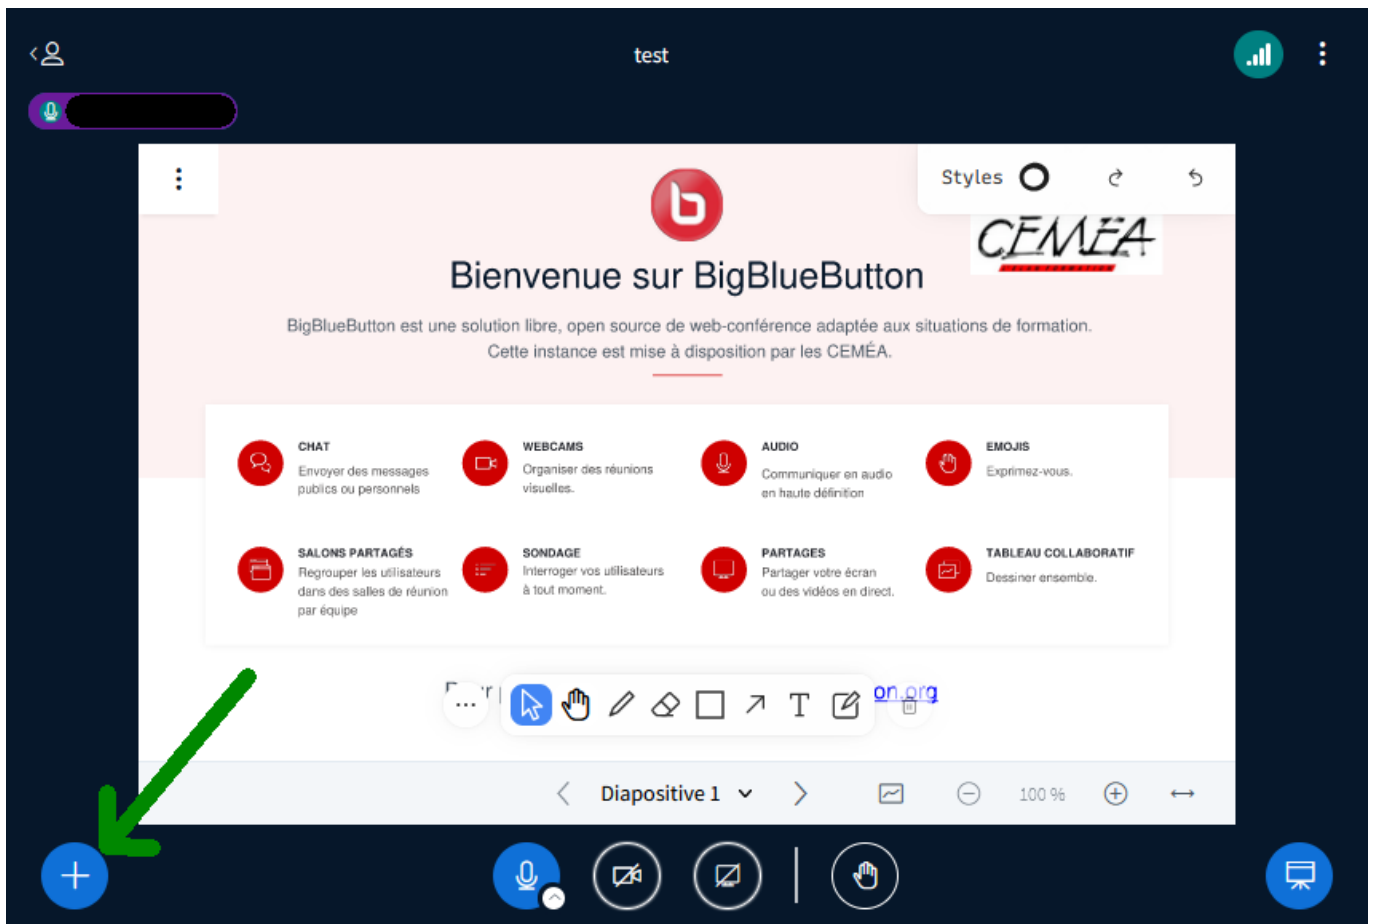 test
Styles
CEMÉA
Bienvenue sur BigBlueButton
BigBlueButton est une solution libre, open source de web-conférence adaptée aux situations de formation.
Cette instance est mise à disposition par les CEMÉA.
CHAT
Envoyer des messages
publics ou personnels
WEBCAMS
Organiser des réunions
visuelles.
AUDIO
Communiquer en audio
en haute définition
EMOJIS
Exprimez-vous.
SALONS PARTAGÉS
Regrouper les utilisateurs
dans des salles de réunion
par équipe
SONDAGE
Interroger vos utilisateurs
à tout moment.
PARTAGES
Partager votre écran
ou des vidéos en direct.
TABLEAU COLLABORATIF
Dessiner ensemble.
on.org
T
Diapositive 1
100 %